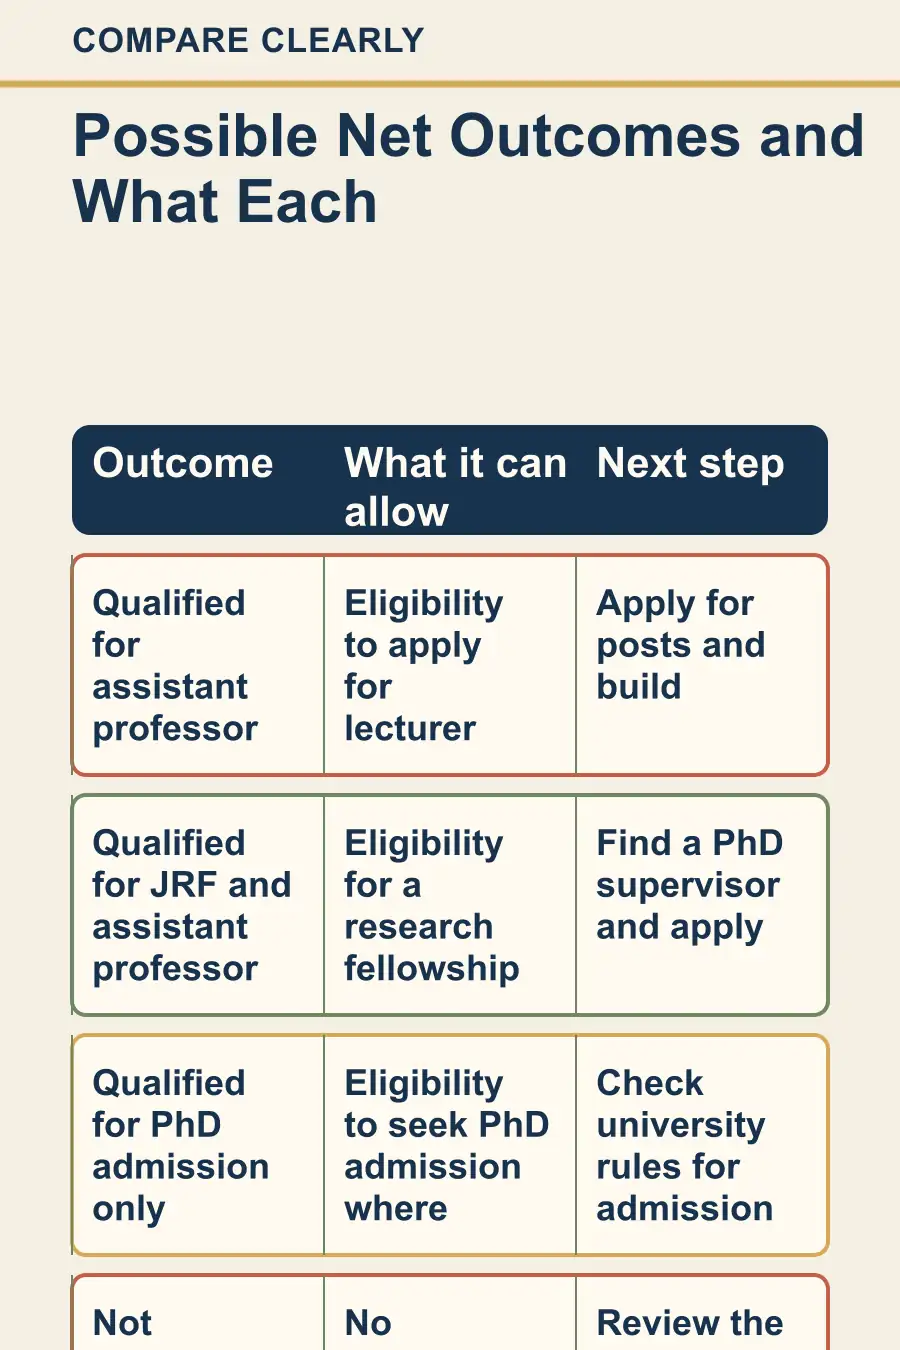 COMPARE CLEARLY
Possible Net Outcomes and
What Each
Outcome
What it can
allow
Next step
Qualified
for
assistant
professor
Eligibility
to apply
for
lecturer
Apply for
posts and
build
Qualified
for JRF and
assistant
professor
Eligibility
for a
research
fellowship
Find a PhD
supervisor
and apply
Qualified
for PhD
admission
only
Eligibility
to seek PhD
admission
where
Check
university
rules for
admission
Not
No
Review the